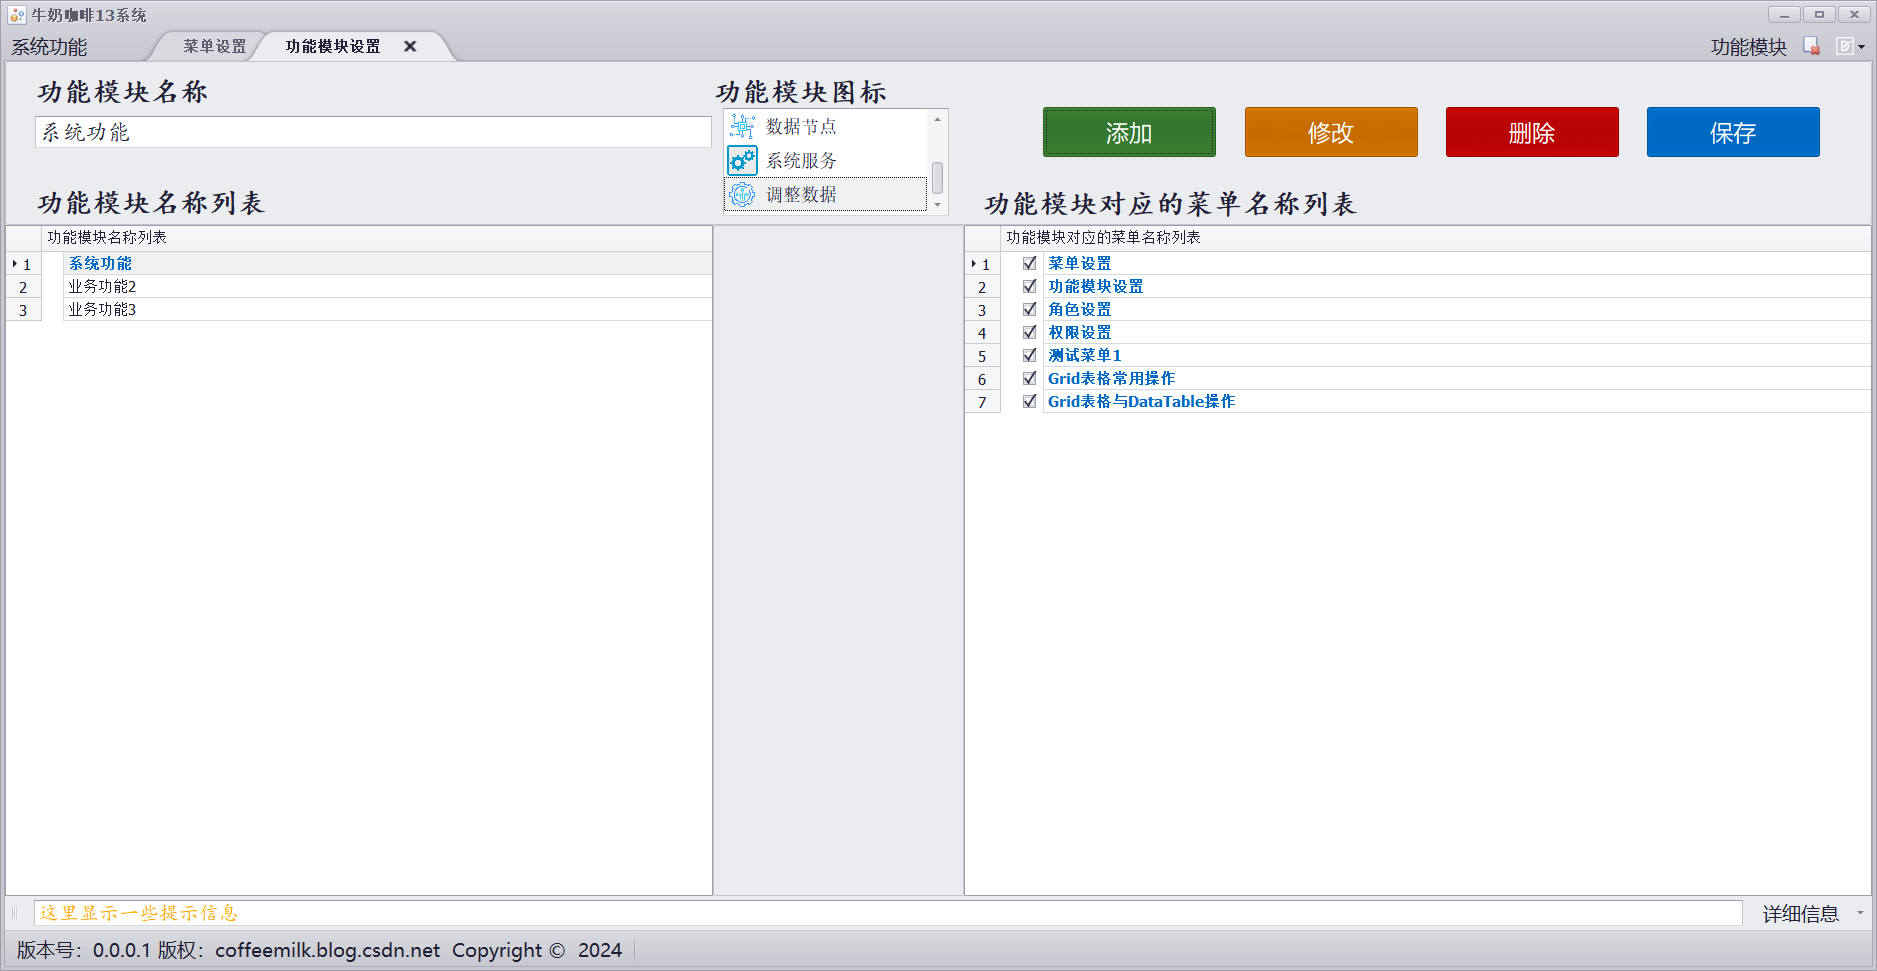 牛奶咖啡13系统
系统功能 菜单设置 功能模块设置 功能模块
功能模块名称
系统功能
功能模块图标
数据节点
系统服务
调整数据
添加 修改 删除 保存
功能模块名称列表
功能模块对应的菜单名称列表
功能模块名称列表
1 系统功能
2 业务功能2
3 业务功能3
功能模块对应的菜单名称列表
1 菜单设置
2 功能模块设置
3 角色设置
4 权限设置
5 测试菜单1
6 Grid表格常用操作
7 Grid表格与DataTable操作
这里显示一些提示信息 详细信息
版本号：0.0.0.1 版权：coffeemilk.blog.csdn.net Copyright © 2024